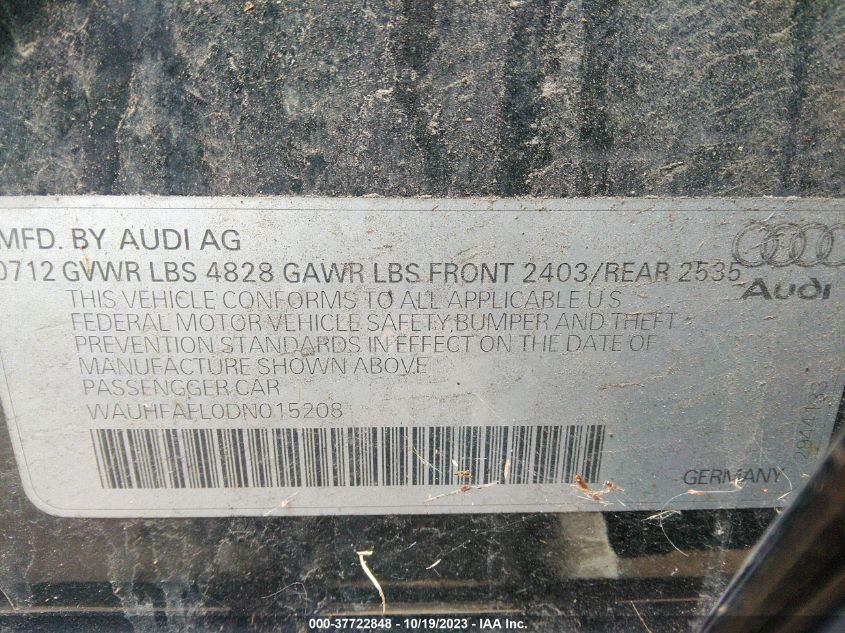 MFD. BY AUDI AG
0712 GVWR LBS 4828 GAWR LBS FRONT 2403/REAR 2535
Audi
THIS VEHICLE CONFORMS TO ALL APPLICABLE U S
FEDERAL MOTOR VEHICLE SAFETY, BUMPER AND THEFT
PREVENTION STANDARDS IN EFFECT ON THE DATE OF
MANUFACTURE SHOWN ABOVE
PASSENGGER CAR
WAUHFAFL0DN015208
GERMANY
000-37722848 - 10/19/2023 - IAA Inc.